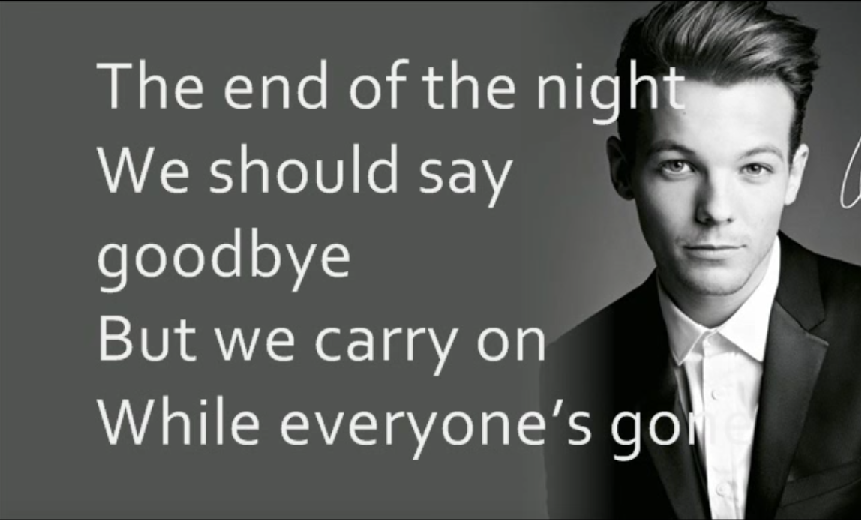 The end of the night
We should say
goodbye
But we carry on
While everyone’s gone